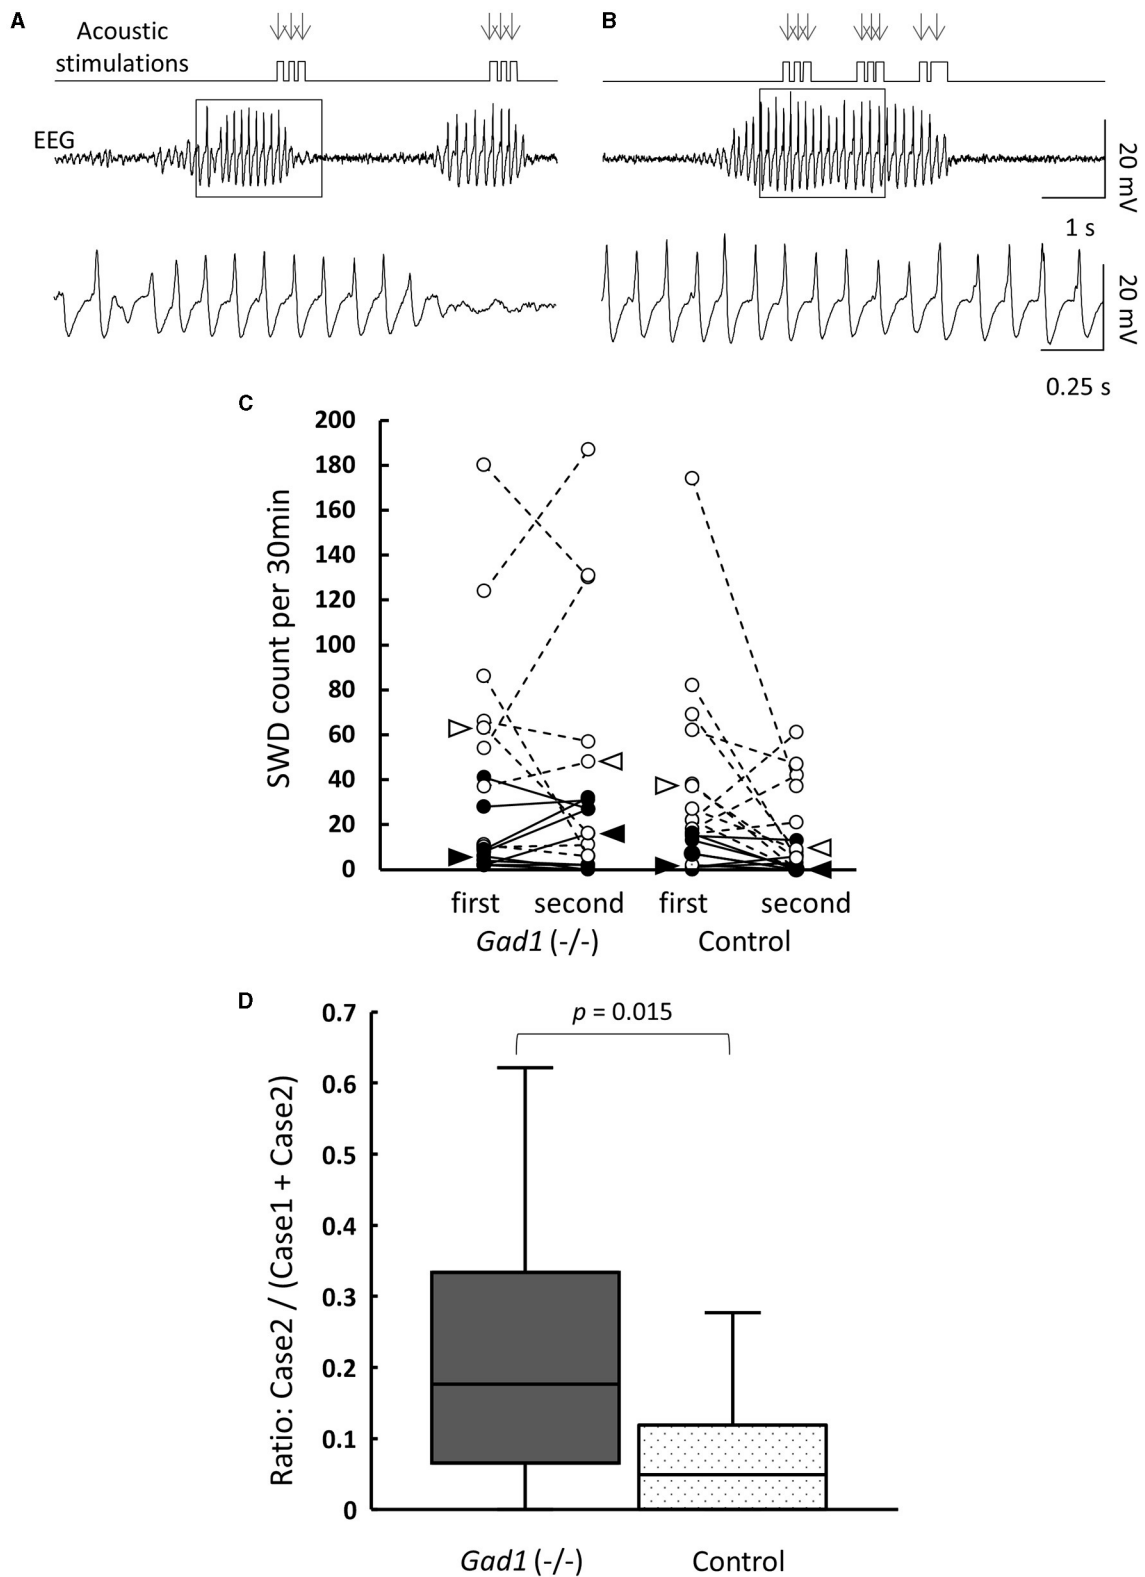 A
Acoustic
stimulations
B
EEG
20 mV
1 s
20 mV
0.25 s
C
SWD count per 30min
200
180
160
140
120
100
80
60
40
20
0
first second first second
Gad1 (-/-) Control
D
Ratio: Case2 / (Case1 + Case2)
0.7
0.6
0.5
0.4
0.3
0.2
0.1
0
p = 0.015
Gad1 (-/-) Control